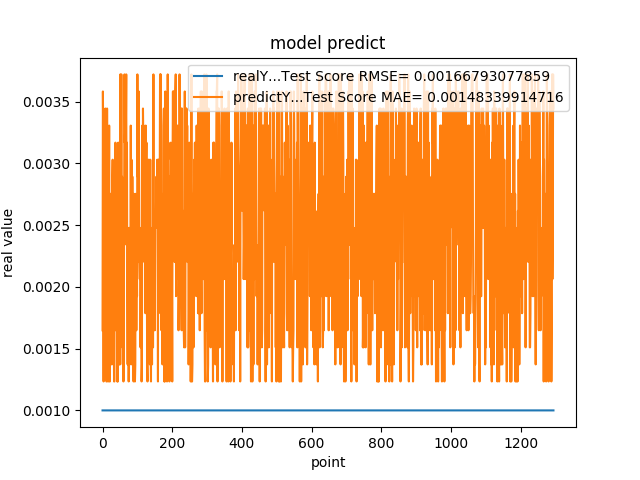 model predict
realY...Test Score RMSE= 0.00166793077859
predictY...Test Score MAE= 0.00148339914716
0.0035
0.0030
0.0025
0.0020
0.0015
0.0010
real value
0 200 400 600 800 1000 1200
point